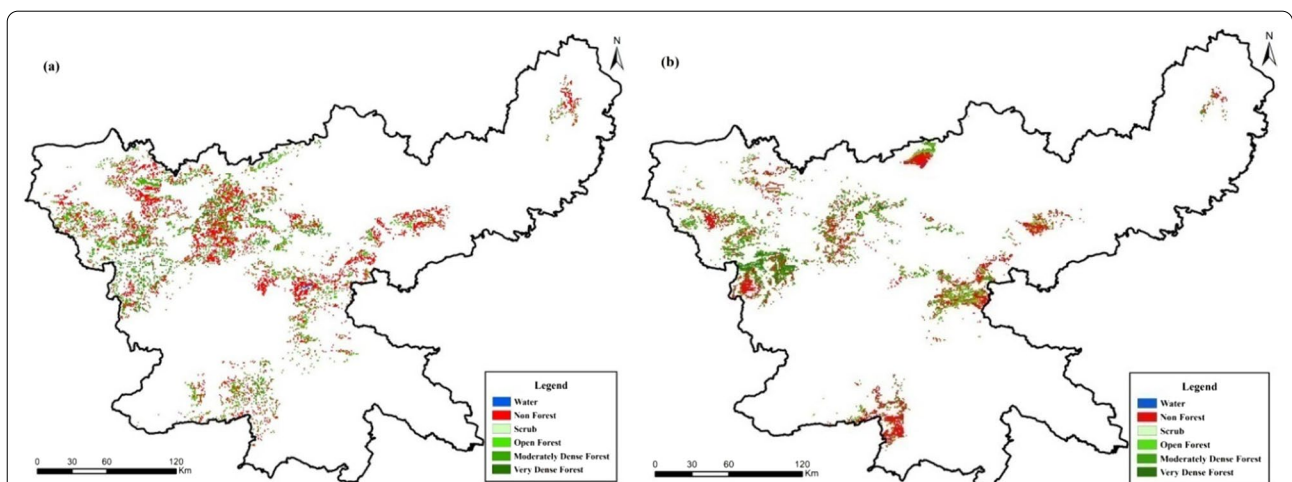 (a)
N
Legend
Water
Non Forest
Scrub
Open Forest
Moderately Dense Forest
Very Dense Forest
0 30 60 120
Km
(b)
N
Legend
Water
Non Forest
Scrub
Open Forest
Moderately Dense Forest
Very Dense Forest
0 30 60 120
Km